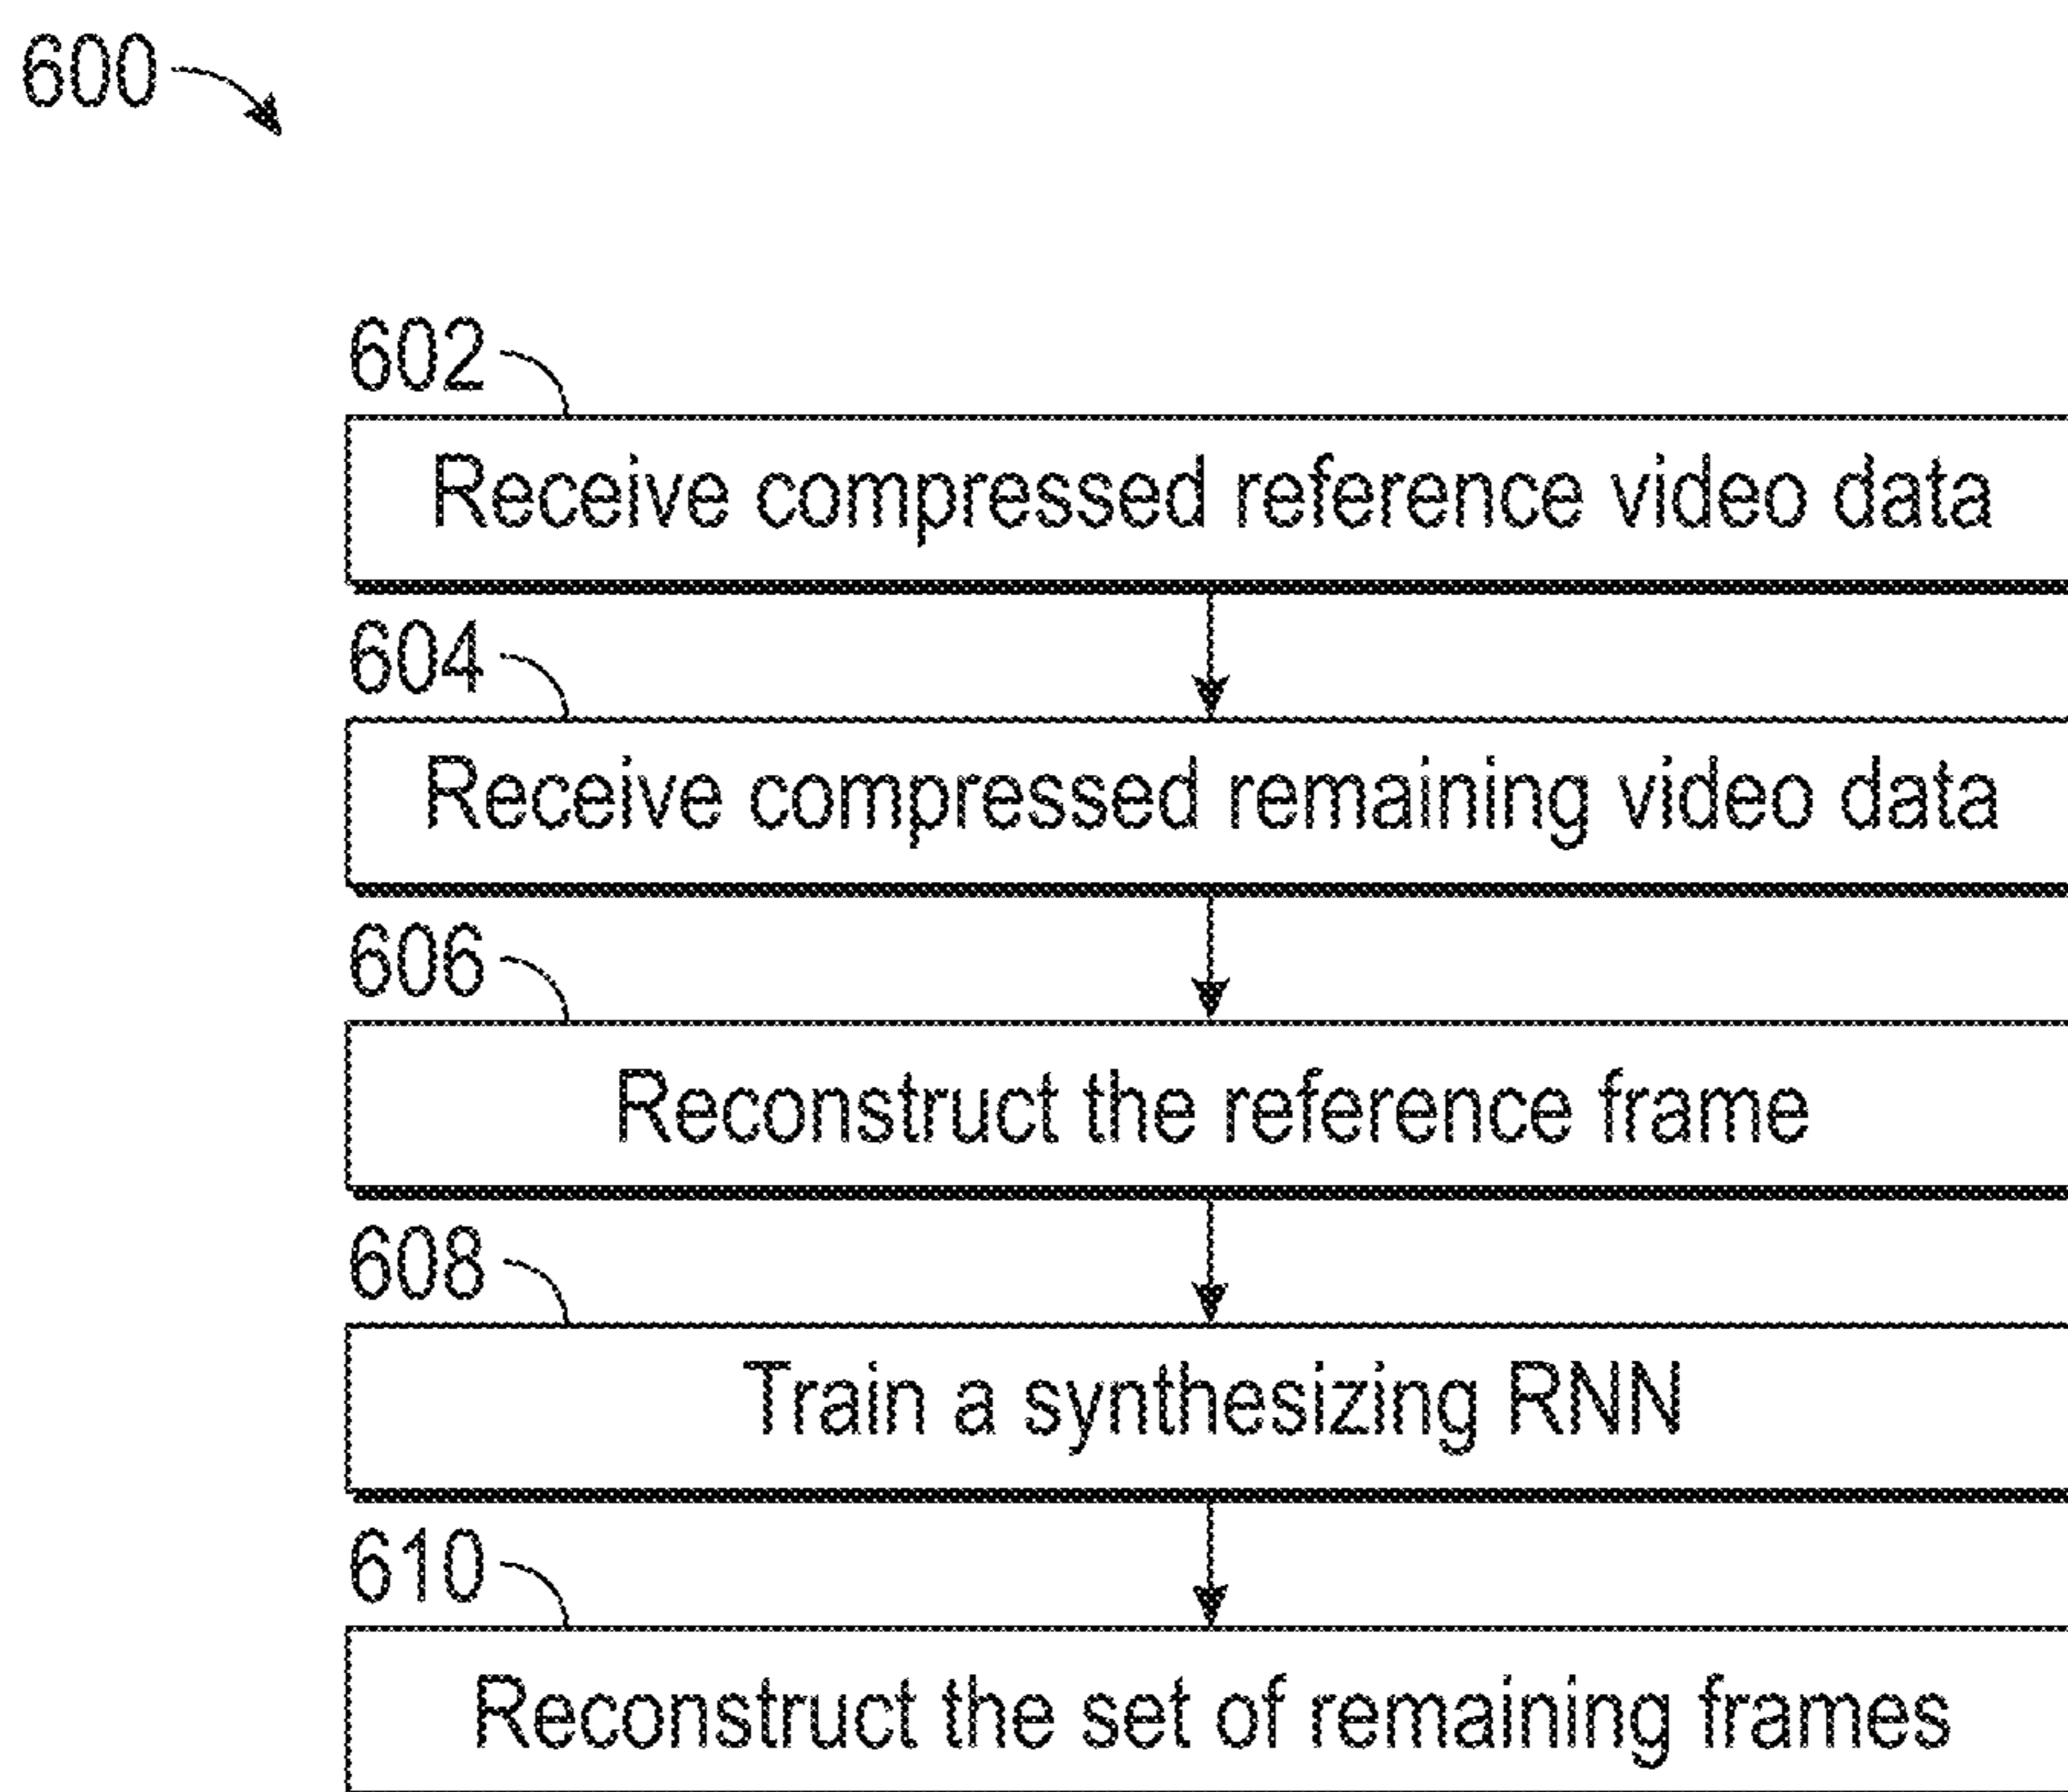 600
602
Receive compressed reference video data
604
Receive compressed remaining video data
606
Reconstruct the reference frame
608
Train a synthesizing RNN
610
Reconstruct the set of remaining frames